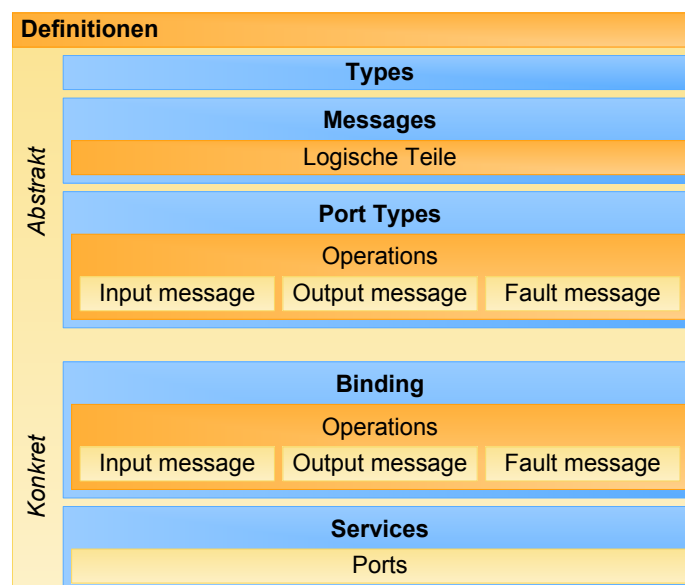 Definitionen
Abstrakt
Types
Messages
Logische Teile
Port Types
Operations
Input message Output message Fault message
Konkret
Binding
Operations
Input message Output message Fault message
Services
Ports